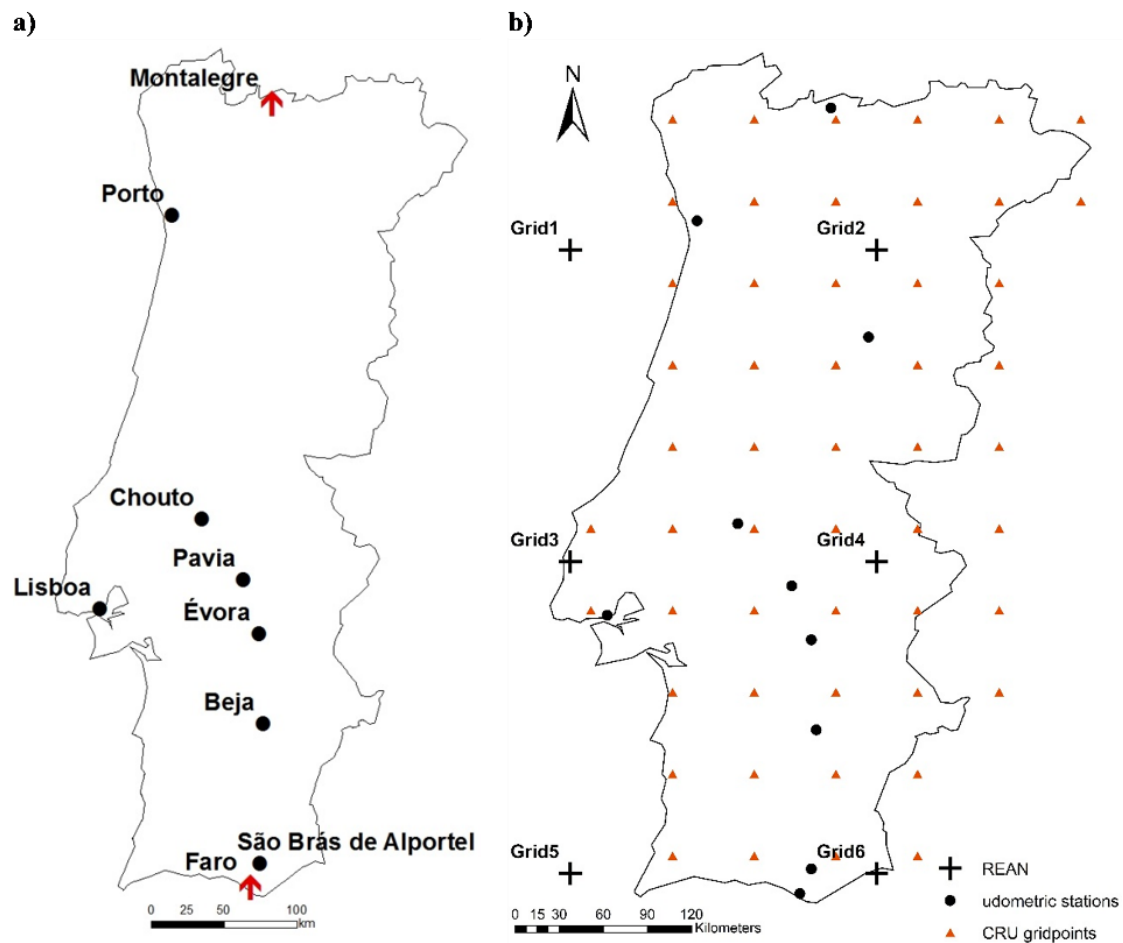 a)
Montalegre
Porto
Chouto
Pavia
Lisboa
Évora
Beja
São Brás de Alportel
Faro
0 25 50 100
km
b)
N
Grid1
Grid2
Grid3
Grid4
Grid5
Grid6
REAN
udometric stations
CRU gridpoints
0 15 30 60 90 120
Kilometers